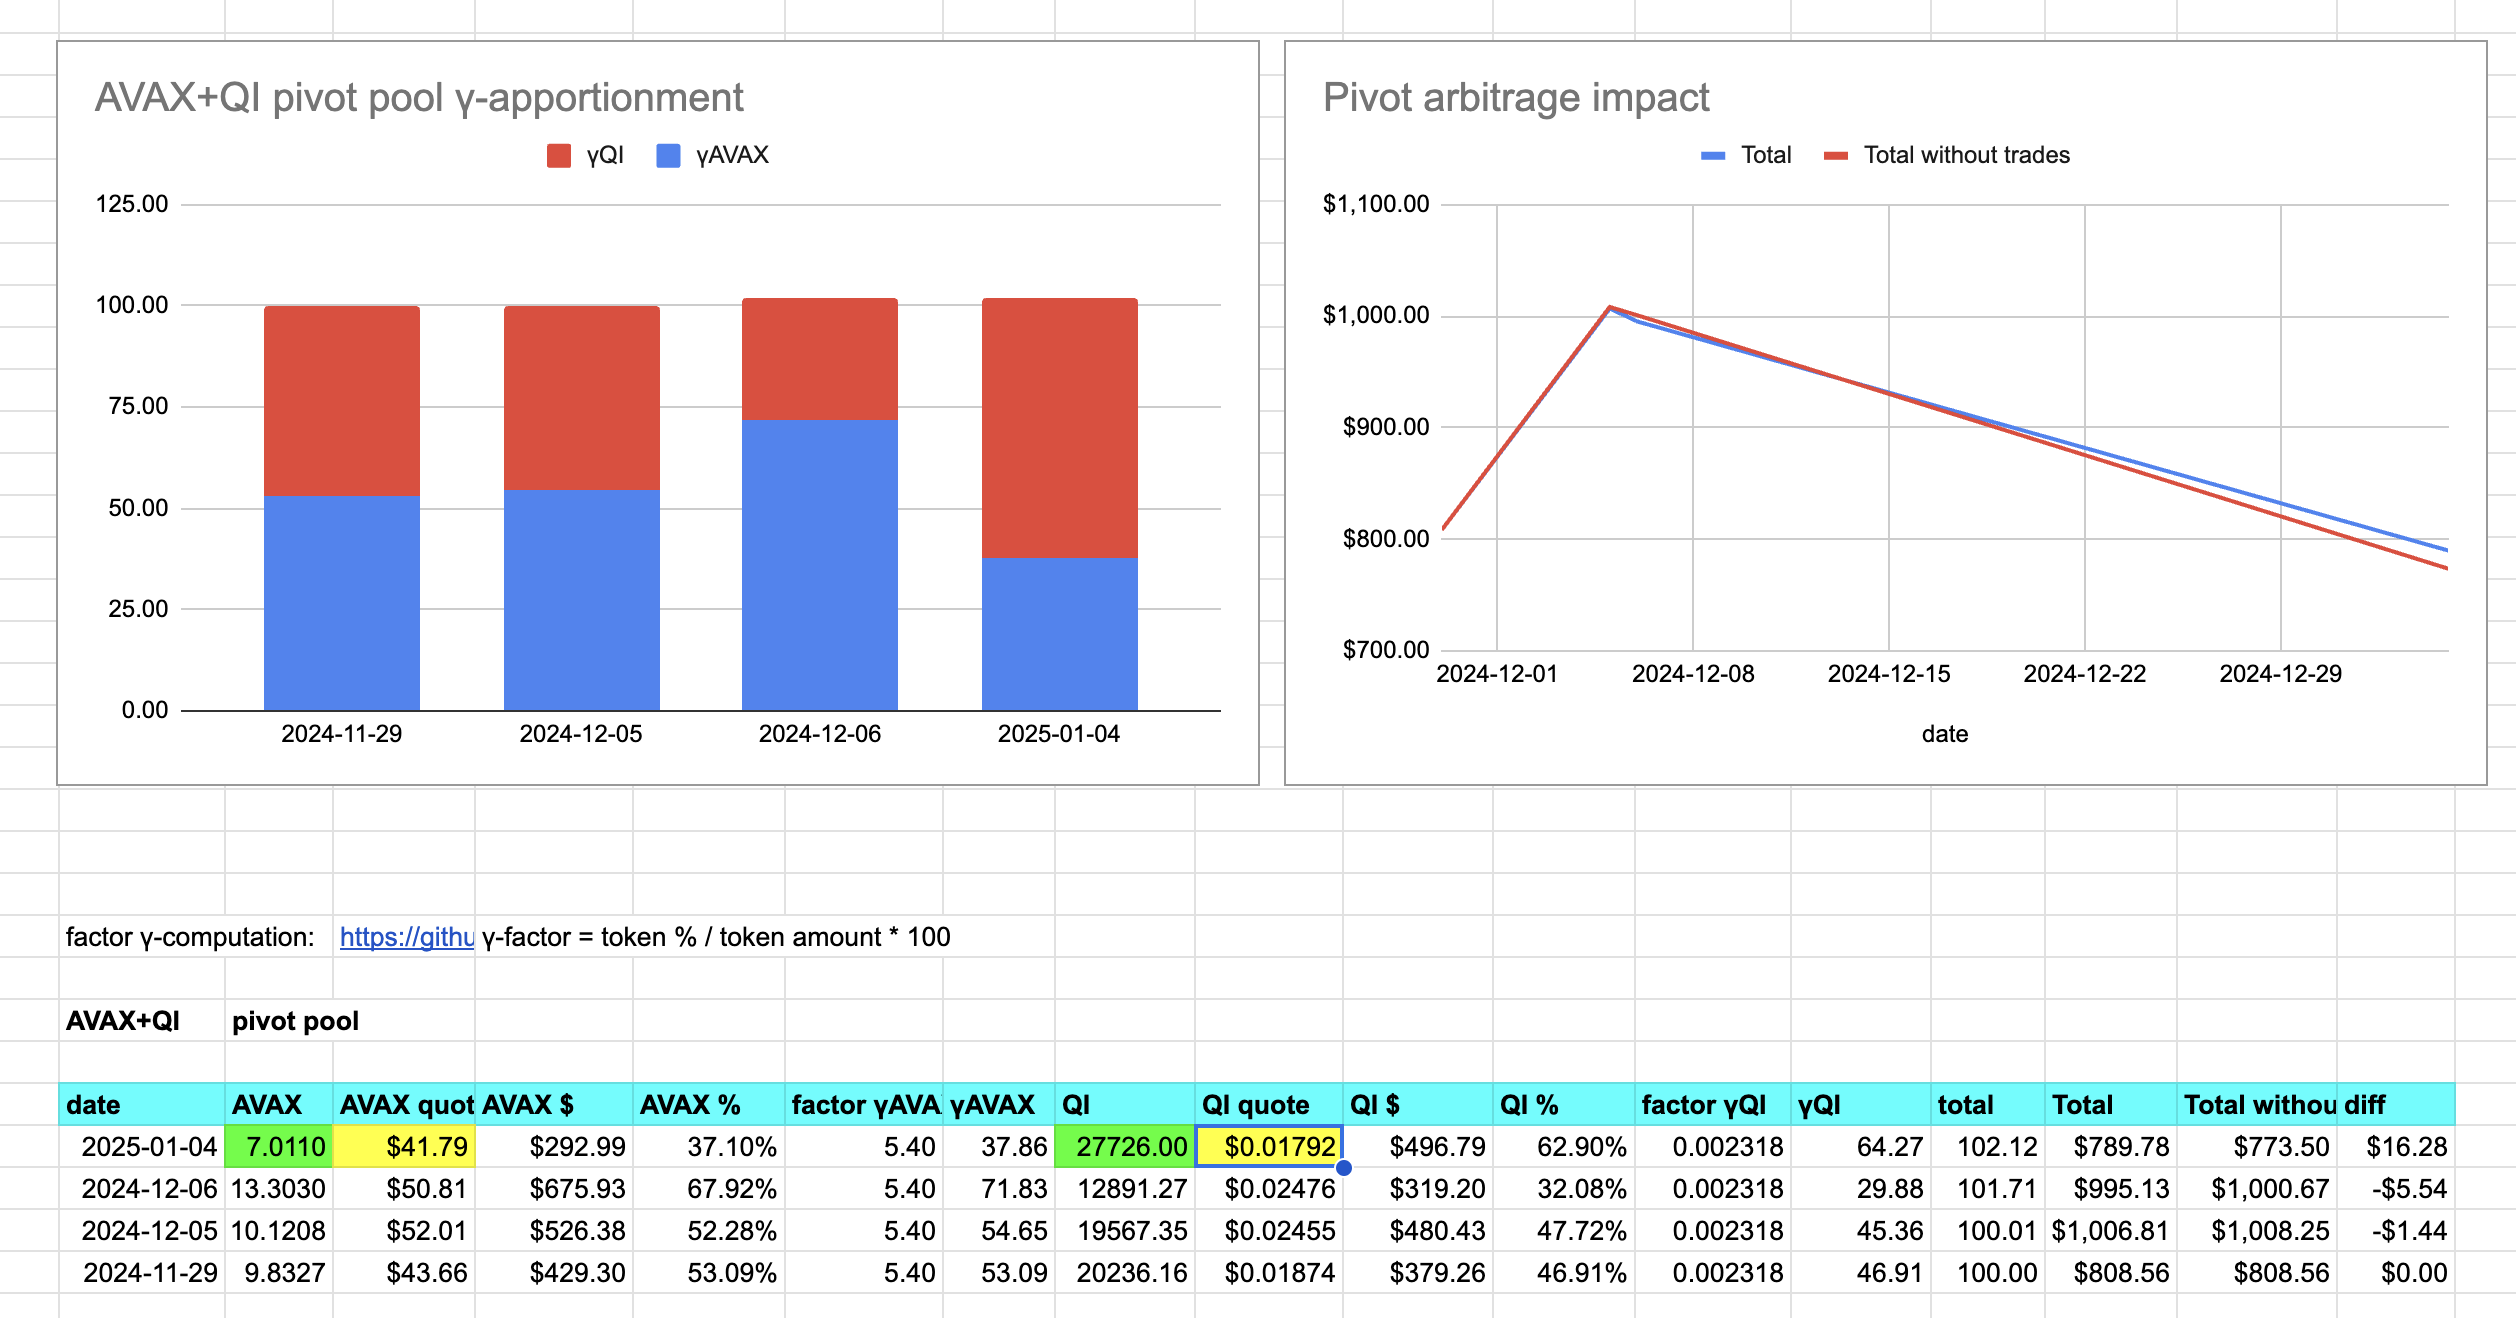 AVAX+QI pivot pool γ-apportionment
γQI γAVAX
125.00
100.00
75.00
50.00
25.00
0.00
2024-11-29 2024-12-05 2024-12-06 2025-01-04
Pivot arbitrage impact
Total Total without trades
$1,100.00
$1,000.00
$900.00
$800.00
$700.00
2024-12-01 2024-12-08 2024-12-15 2024-12-22 2024-12-29
date
factor γ-computation: https://githu γ-factor = token % / token amount * 100
AVAX+QI pivot pool
date AVAX AVAX quot AVAX $ AVAX % factor γAVA γAVAX QI QI quote QI $ QI % factor γQI γQI total Total Total withou diff
2025-01-04 7.0110 $41.79 $292.99 37.10% 5.40 37.86 27726.00 $0.01792 $496.79 62.90% 0.002318 64.27 102.12 $789.78 $773.50 $16.28
2024-12-06 13.3030 $50.81 $675.93 67.92% 5.40 71.83 12891.27 $0.02476 $319.20 32.08% 0.002318 29.88 101.71 $995.13 $1,000.67 -$5.54
2024-12-05 10.1208 $52.01 $526.38 52.28% 5.40 54.65 19567.35 $0.02455 $480.43 47.72% 0.002318 45.36 100.01 $1,006.81 $1,008.25 -$1.44
2024-11-29 9.8327 $43.66 $429.30 53.09% 5.40 53.09 20236.16 $0.01874 $379.26 46.91% 0.002318 46.91 100.00 $808.56 $808.56 $0.00